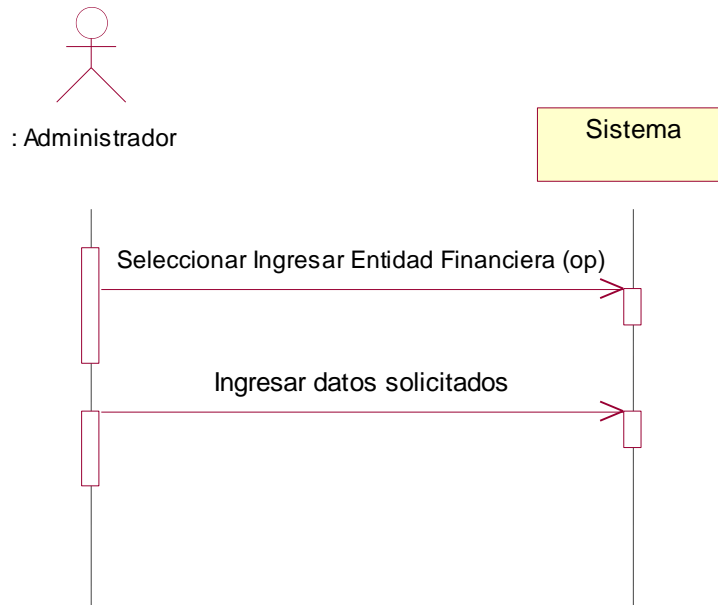 : Administrador
Sistema
Seleccionar Ingresar Entidad Financiera (op)
Ingresar datos solicitados